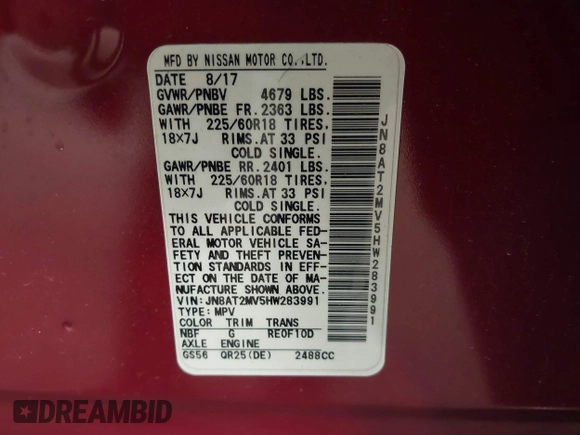 MFD BY NISSAN MOTOR CO.,LTD.
DATE 8/17
GVWR/PNBV 4679 LBS.
GAWR/PNBE FR. 2363 LBS.
WITH 225/60R18 TIRES.
18×7J RIMS.AT 33 PSI
COLD SINGLE.
GAWR/PNBE RR. 2401 LBS.
WITH 225/60R18 TIRES.
18×7J RIMS.AT 33 PSI
COLD SINGLE.
THIS VEHICLE CONFORMS
TO ALL APPLICABLE FED-
ERAL MOTOR VEHICLE SA-
FETY AND THEFT PREVEN-
TION STANDARDS IN EFF-
ECT ON THE DATE OF MA-
NUFACTURE SHOWN ABOVE.
VIN:JN8AT2MV5HW283991
TYPE:MPV
COLOR TRIM TRANS
NBF G RE0F10D
AXLE ENGINE
GS56 QR25(DE) 2488CC
JN8AT2MV5HW283991
DREAMBID